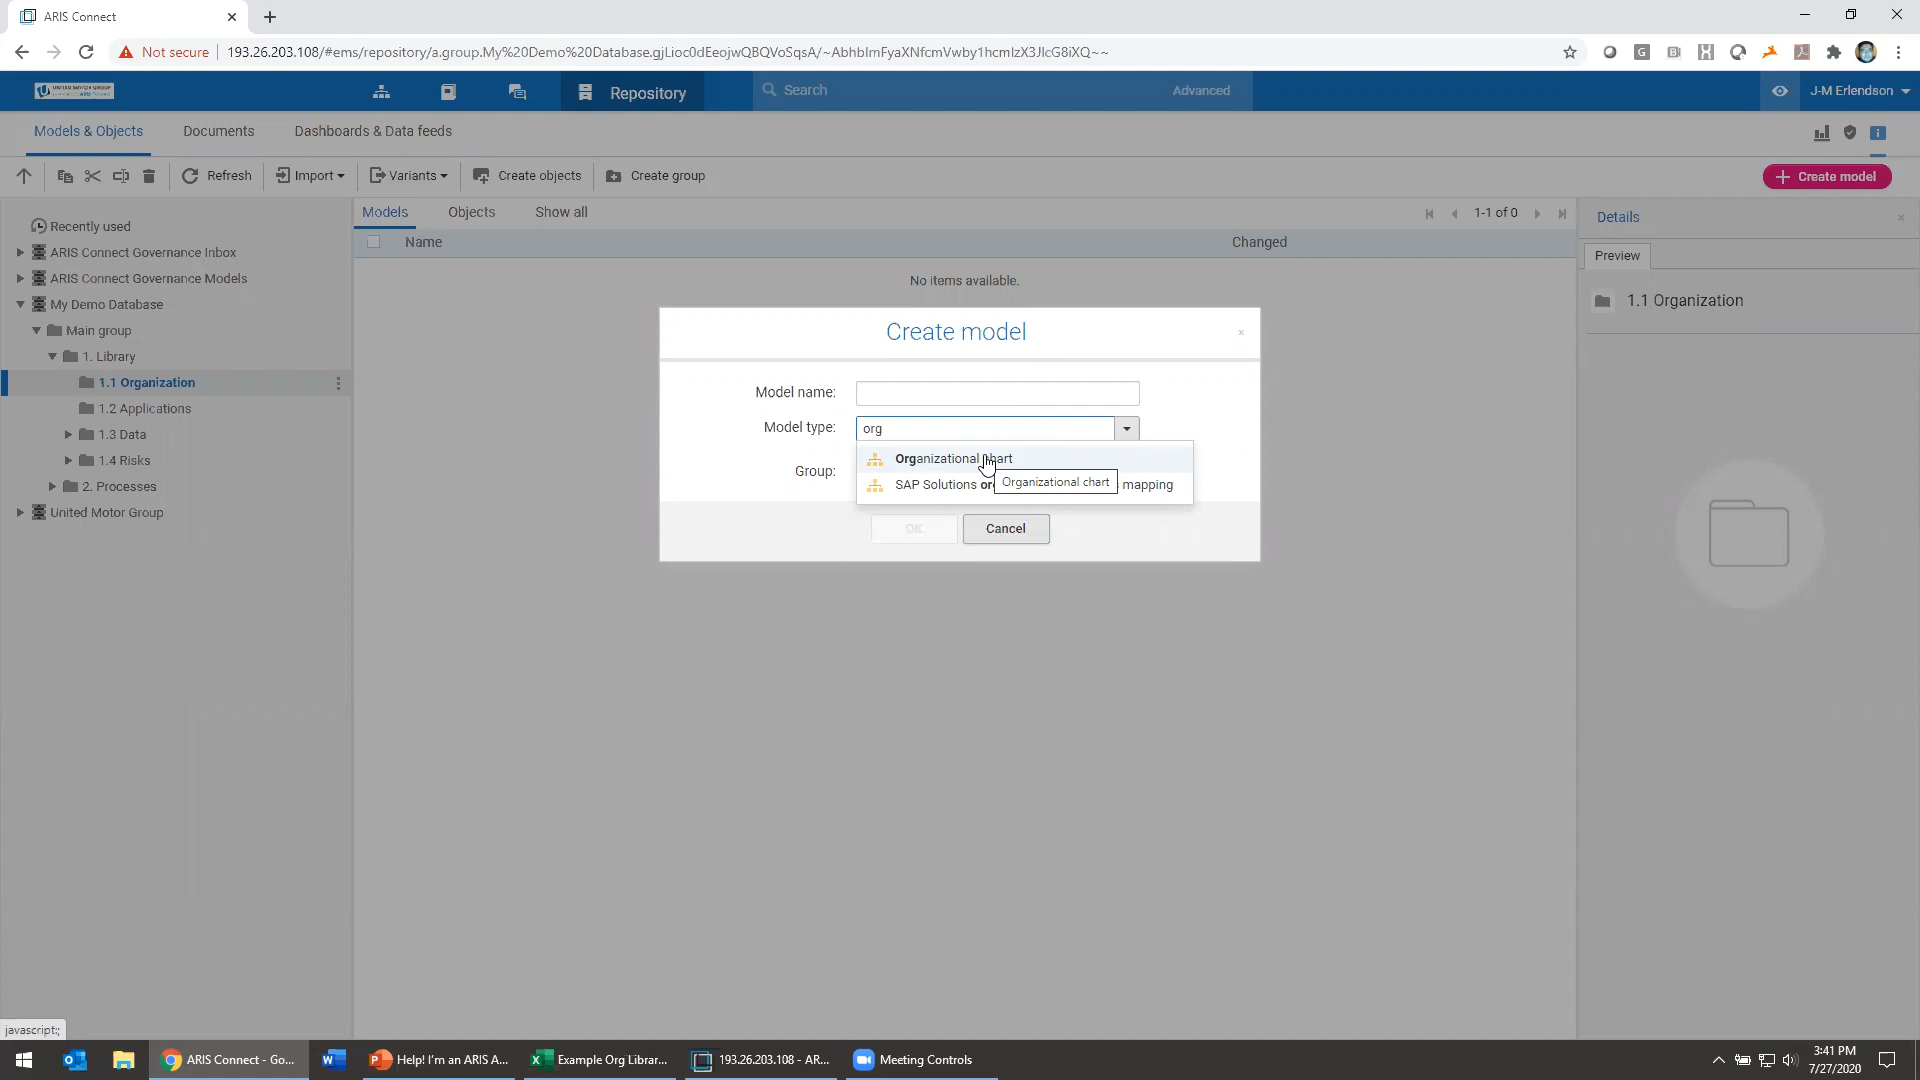 ARIS Connect
Not secure 193.26.203.108/#ems/repository/a.group.My%20Demo%20Database.gjLioc0dEeojwQBQVoSqsA/~AbhbImFyaXNfcmVwby1hcmlzX3JlcG8iXQ~~
UNITED MOTOR GROUP
Repository
Search
Advanced
J-M Erlendson
Models & Objects
Documents
Dashboards & Data feeds
Refresh
Import
Variants
Create objects
Create group
Create model
Recently used
ARIS Connect Governance Inbox
ARIS Connect Governance Models
My Demo Database
Main group
1. Library
1.1 Organization
1.2 Applications
1.3 Data
1.4 Risks
2. Processes
United Motor Group
Models
Objects
Show all
1-1 of 0
Name
Changed
No items available.
Details
Preview
1.1 Organization
Create model
Model name:
Model type:
org
Organizational chart
Group:
SAP Solutions
mapping
Organizational chart
OK
Cancel
javascript:;
ARIS Connect - Go...
Help! I'm an ARIS A...
Example Org Librar...
193.26.203.108 - AR...
Meeting Controls
3:41 PM
7/27/2020